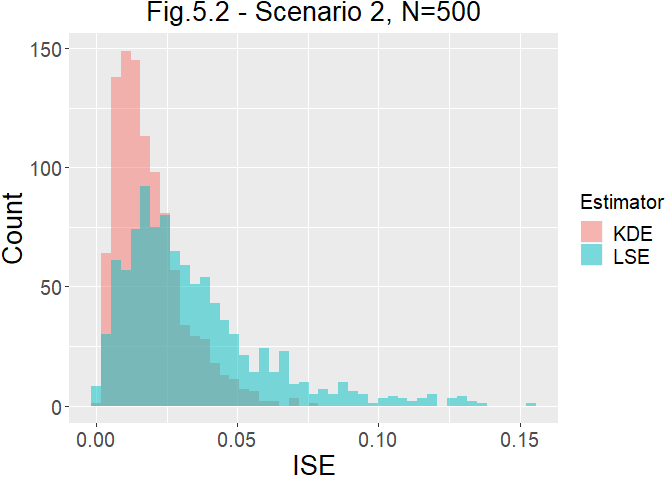 Fig.5.2 - Scenario 2, N=500
150
100
50
0
Count
0.00 0.05 0.10 0.15
ISE
Estimator
KDE
LSE